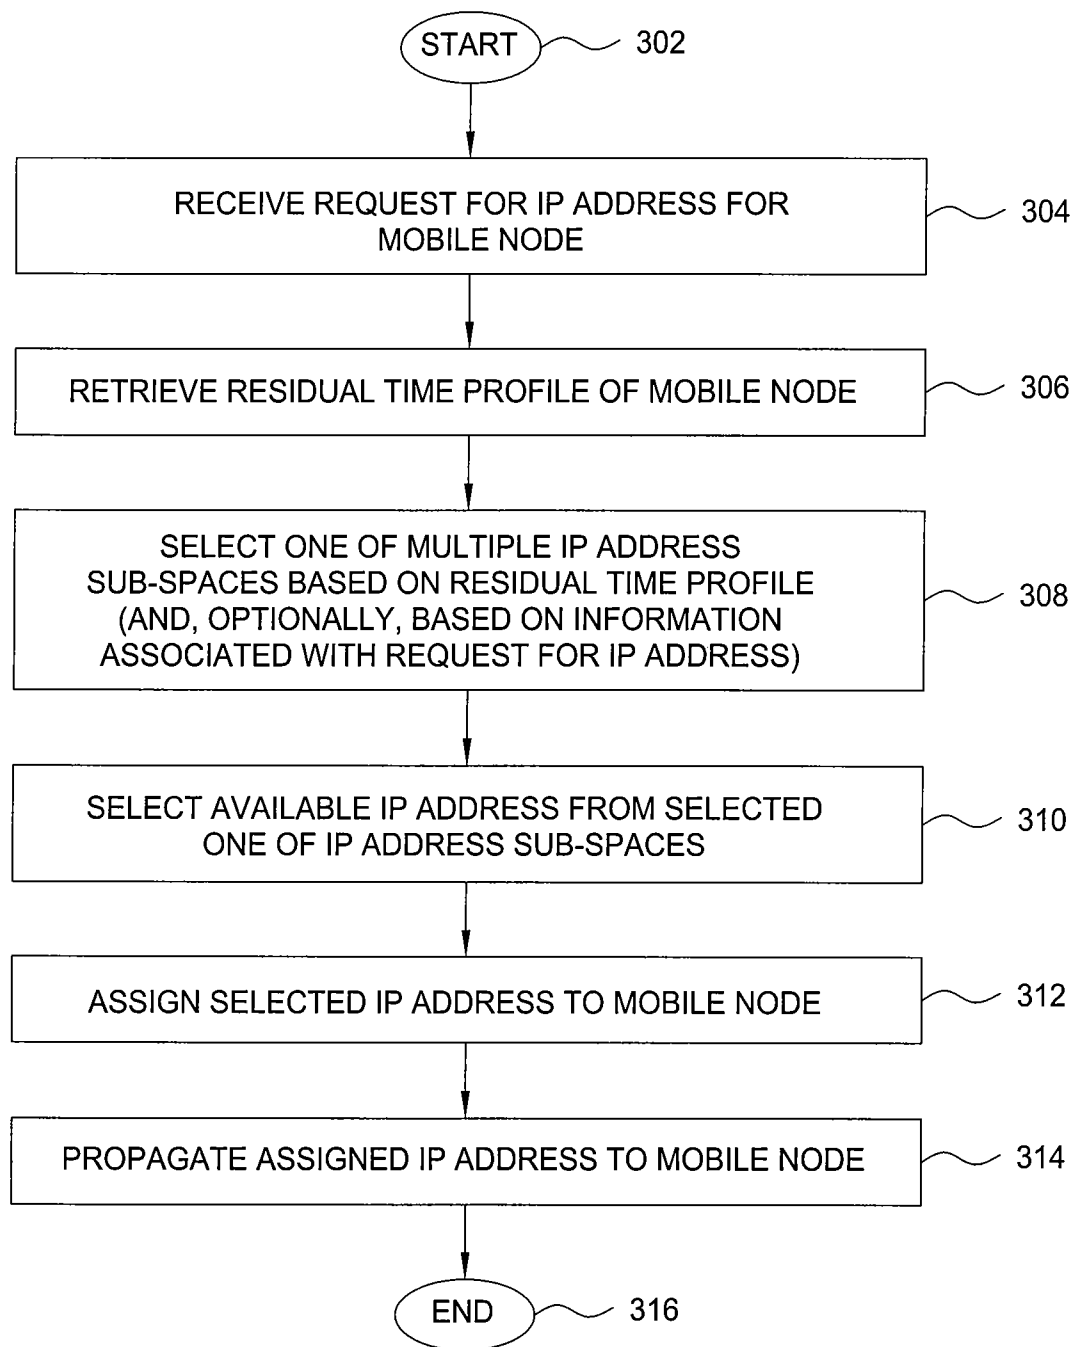 START
302
RECEIVE REQUEST FOR IP ADDRESS FOR
MOBILE NODE
304
RETRIEVE RESIDUAL TIME PROFILE OF MOBILE NODE
306
SELECT ONE OF MULTIPLE IP ADDRESS
SUB-SPACES BASED ON RESIDUAL TIME PROFILE
(AND, OPTIONALLY, BASED ON INFORMATION
ASSOCIATED WITH REQUEST FOR IP ADDRESS)
308
SELECT AVAILABLE IP ADDRESS FROM SELECTED
ONE OF IP ADDRESS SUB-SPACES
310
ASSIGN SELECTED IP ADDRESS TO MOBILE NODE
312
PROPAGATE ASSIGNED IP ADDRESS TO MOBILE NODE
314
END
316